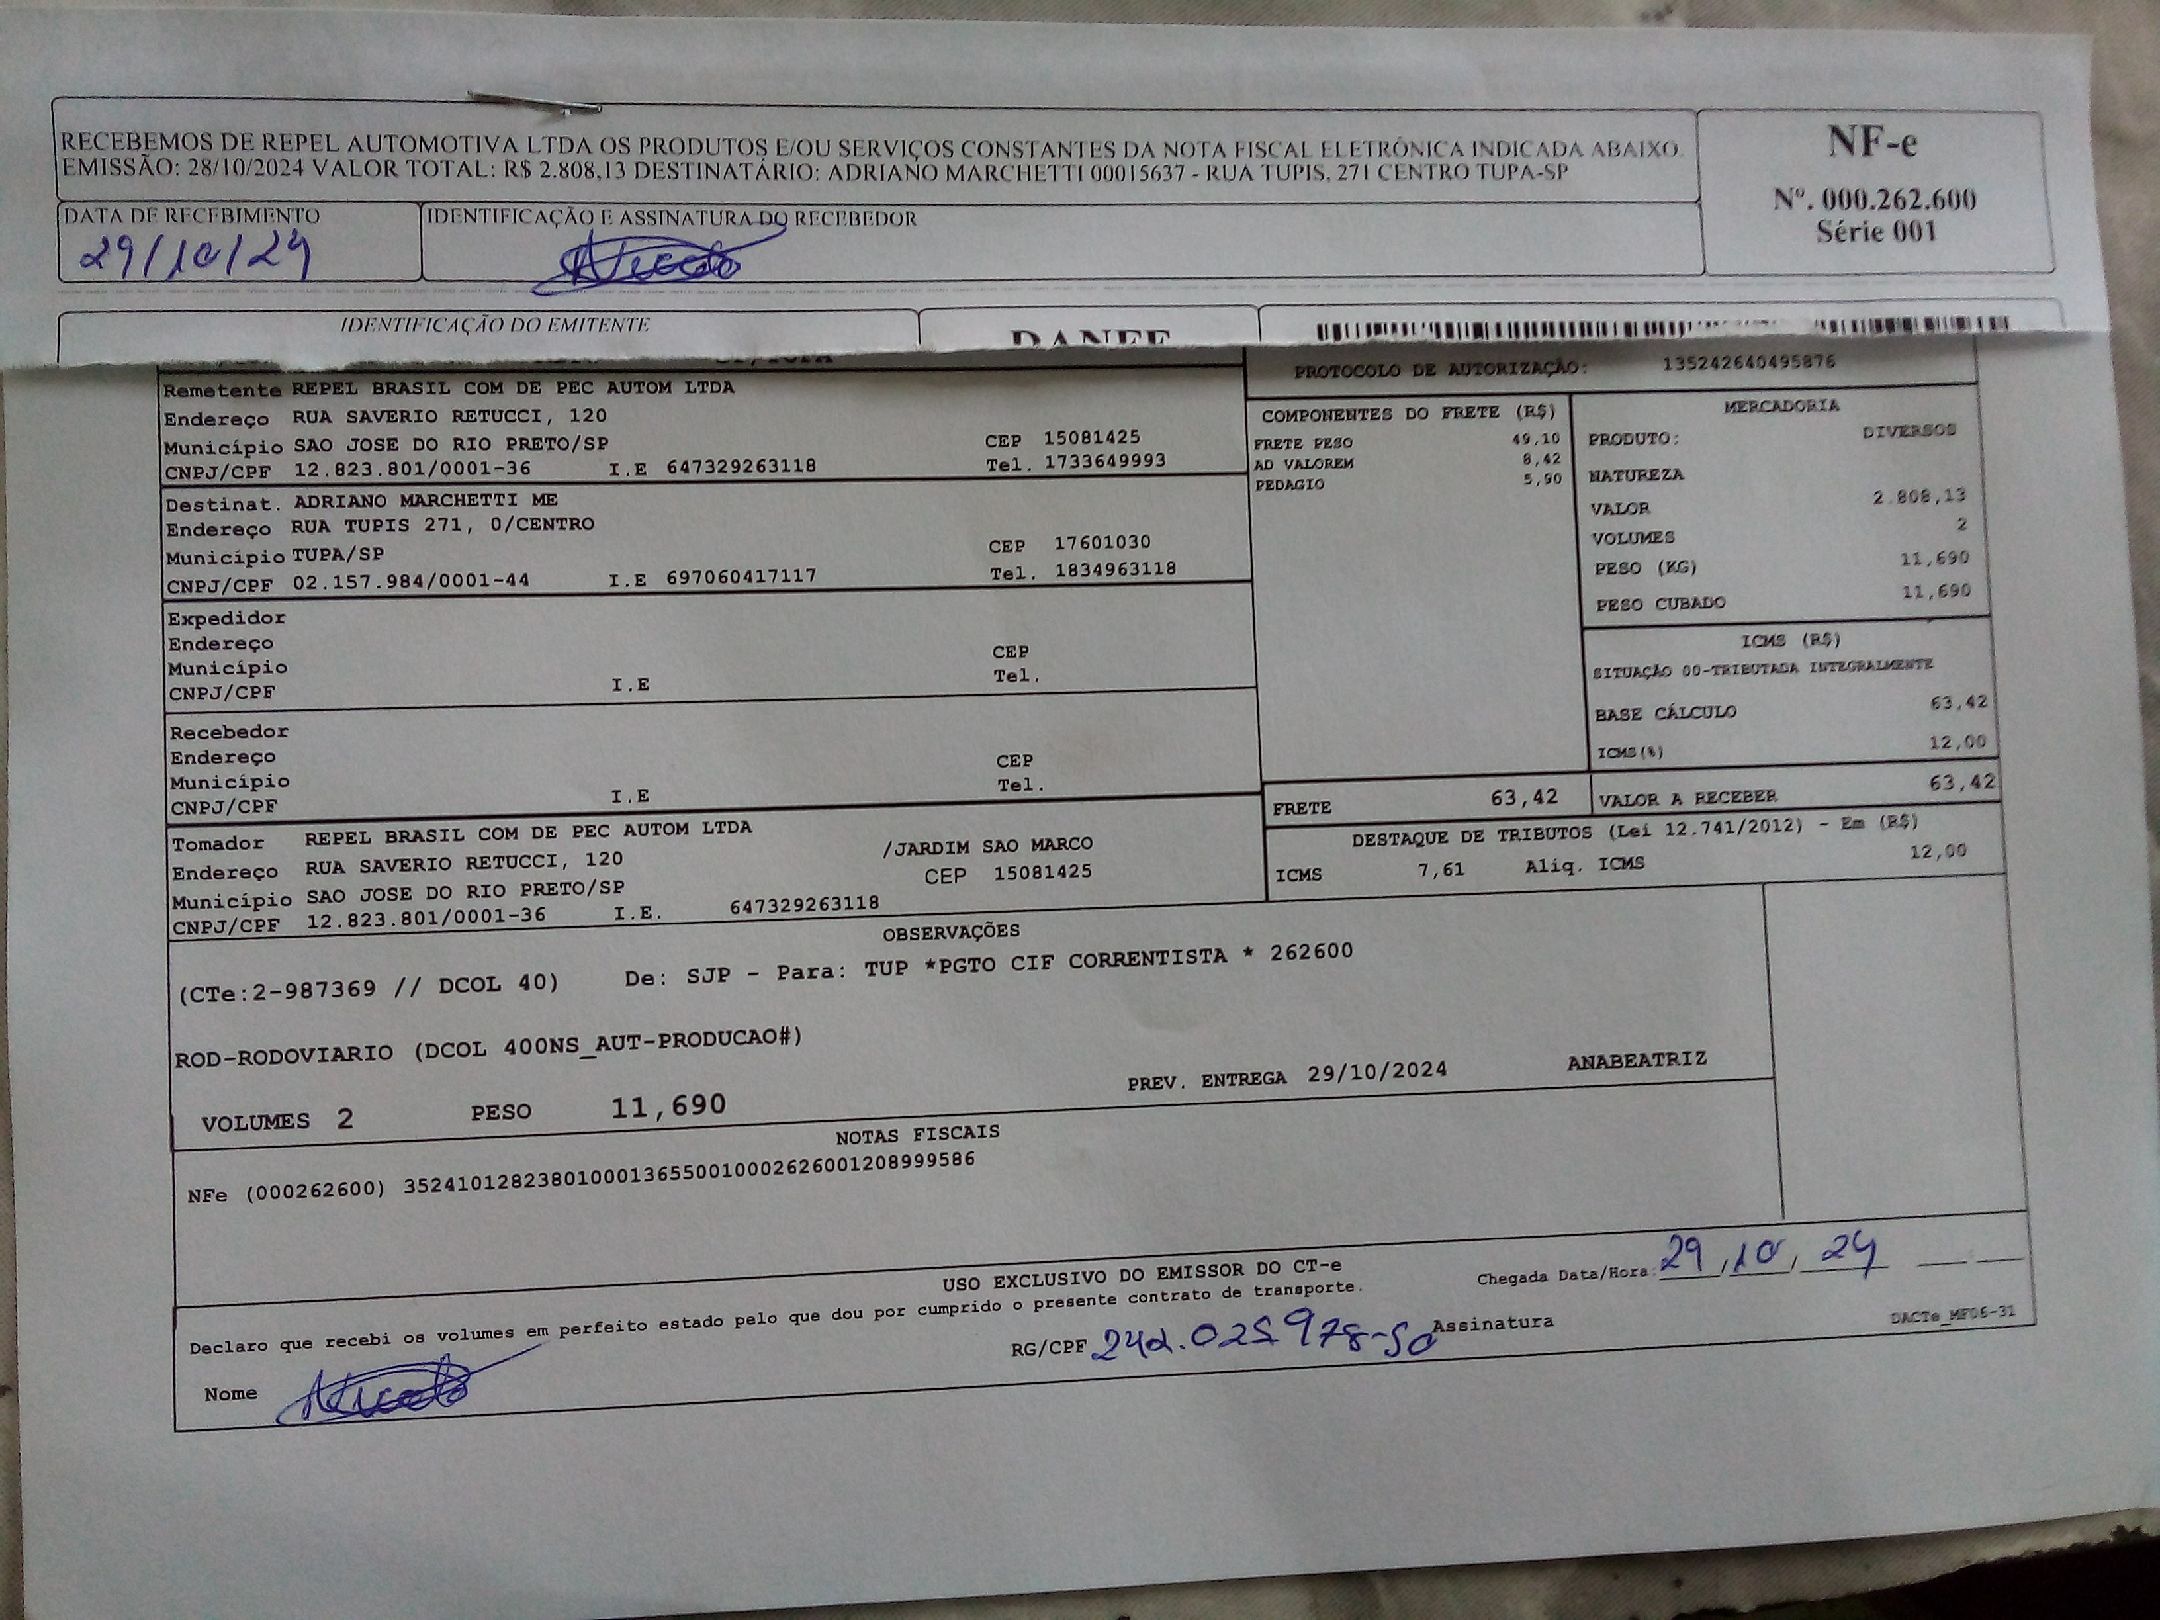 RECEBEMOS DE REPEL AUTOMOTIVA LTDA OS PRODUTOS E/OU SERVIÇOS CONSTANTES DA NOTA FISCAL ELETRÔNICA INDICADA ABAIXO.
EMISSÃO: 28/10/2024 VALOR TOTAL: R$ 2.808,13 DESTINATÁRIO: ADRIANO MARCHETTI 00015637 - RUA TUPIS, 271 CENTRO TUPA-SP
NF-e
Nº. 000.262.600
Série 001
DATA DE RECEBIMENTO
29/10/24
IDENTIFICAÇÃO E ASSINATURA DO RECEBEDOR
IDENTIFICAÇÃO DO EMITENTE
DANFE
PROTOCOLO DE AUTORIZAÇÃO: 135242640495876
Remetente REPEL BRASIL COM DE PEC AUTOM LTDA
Endereço RUA SAVERIO RETUCCI, 120
Município SAO JOSE DO RIO PRETO/SP CEP 15081425
CNPJ/CPF 12.823.801/0001-36 I.E 647329263118 Tel. 1733649993
Destinat. ADRIANO MARCHETTI ME
Endereço RUA TUPIS 271, 0/CENTRO
Município TUPA/SP CEP 17601030
CNPJ/CPF 02.157.984/0001-44 I.E 697060417117 Tel. 1834963118
Expedidor
Endereço
Município CEP
CNPJ/CPF I.E Tel.
Recebedor
Endereço
Município CEP
CNPJ/CPF I.E Tel.
Tomador REPEL BRASIL COM DE PEC AUTOM LTDA
Endereço RUA SAVERIO RETUCCI, 120 /JARDIM SAO MARCO
Município SAO JOSE DO RIO PRETO/SP CEP 15081425
CNPJ/CPF 12.823.801/0001-36 I.E. 647329263118
COMPONENTES DO FRETE (R$)
FRETE PESO 49,10
AD VALOREM 8,42
PEDAGIO 5,90
MERCADORIA
PRODUTO: DIVERSOS
NATUREZA
VALOR 2.808,13
VOLUMES 2
PESO (KG) 11,690
PESO CUBADO 11,690
ICMS (R$)
SITUAÇÃO 00-TRIBUTADA INTEGRALMENTE
BASE CÁLCULO 63,42
ICMS(%) 12,00
FRETE 63,42 VALOR A RECEBER 63,42
DESTAQUE DE TRIBUTOS (Lei 12.741/2012) - Em (R$)
ICMS 7,61 Aliq. ICMS 12,00
OBSERVAÇÕES
(CTe:2-987369 // DCOL 40) De: SJP - Para: TUP *PGTO CIF CORRENTISTA * 262600
ROD-RODOVIARIO (DCOL 400NS_AUT-PRODUCAO#)
VOLUMES 2 PESO 11,690 PREV. ENTREGA 29/10/2024 ANABEATRIZ
NOTAS FISCAIS
NFe (000262600) 35241012823801000136550010002626001208999586
USO EXCLUSIVO DO EMISSOR DO CT-e
Declaro que recebi os volumes em perfeito estado pelo que dou por cumprido o presente contrato de transporte.
Chegada Data/Hora: 29/10/24
Nome
RG/CPF 242.025978-50 Assinatura
DACTe_MF06-31